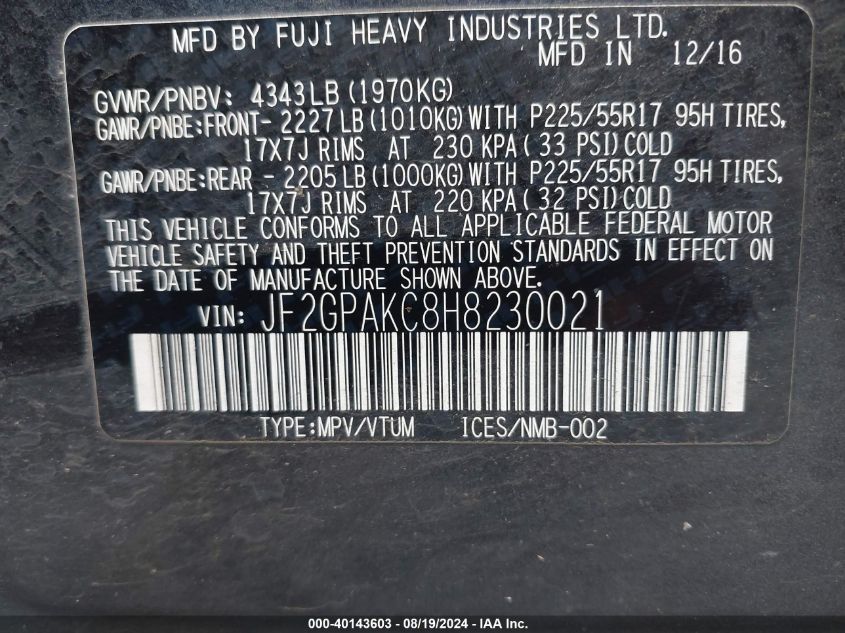 MFD BY FUJI HEAVY INDUSTRIES LTD.
MFD IN 12/16
GVWR/PNBV: 4343LB (1970KG)
GAWR/PNBE:FRONT- 2227LB (1010KG) WITH P225/55R17 95H TIRES,
17X7J RIMS AT 230 KPA ( 33 PSI) COLD
GAWR/PNBE:REAR - 2205LB (1000KG) WITH P225/55R17 95H TIRES,
17X7J RIMS AT 220 KPA ( 32 PSI) COLD
THIS VEHICLE CONFORMS TO ALL APPLICABLE FEDERAL MOTOR
VEHICLE SAFETY AND THEFT PREVENTION STANDARDS IN EFFECT ON
THE DATE OF MANUFACTURE SHOWN ABOVE.
VIN: JF2GPAKC8H8230021
TYPE:MPV/VTUM ICES/NMB-002
000-40143603 - 08/19/2024 - IAA Inc.